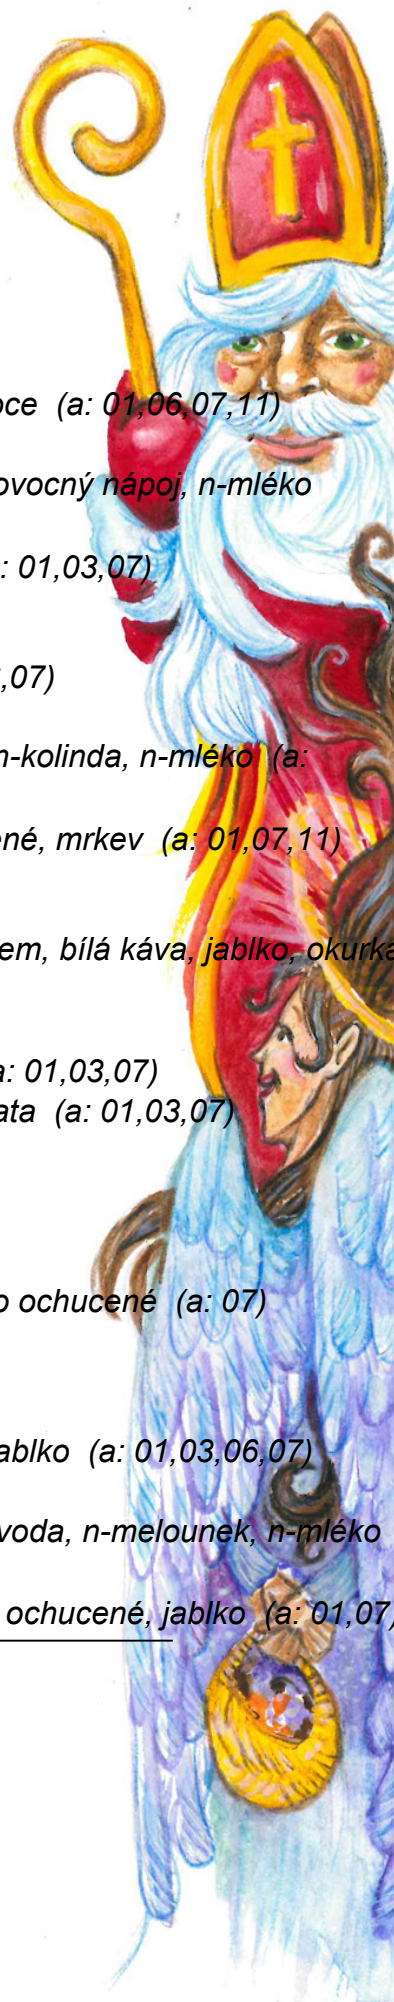 (a: 01,06,07,11)
ovocný nápoj, n-mléko
: 01,03,07)
,07)
n-kolinda, n-mléko (a:
ené, mrkev (a: 01,07,11)
em, bílá káva, jablko, okurka
a: 01,03,07)
ata (a: 01,03,07)
o ochucené (a: 07)
ablko (a: 01,03,06,07)
voda, n-melounek, n-mléko
ochucené, jablko (a: 01,07)